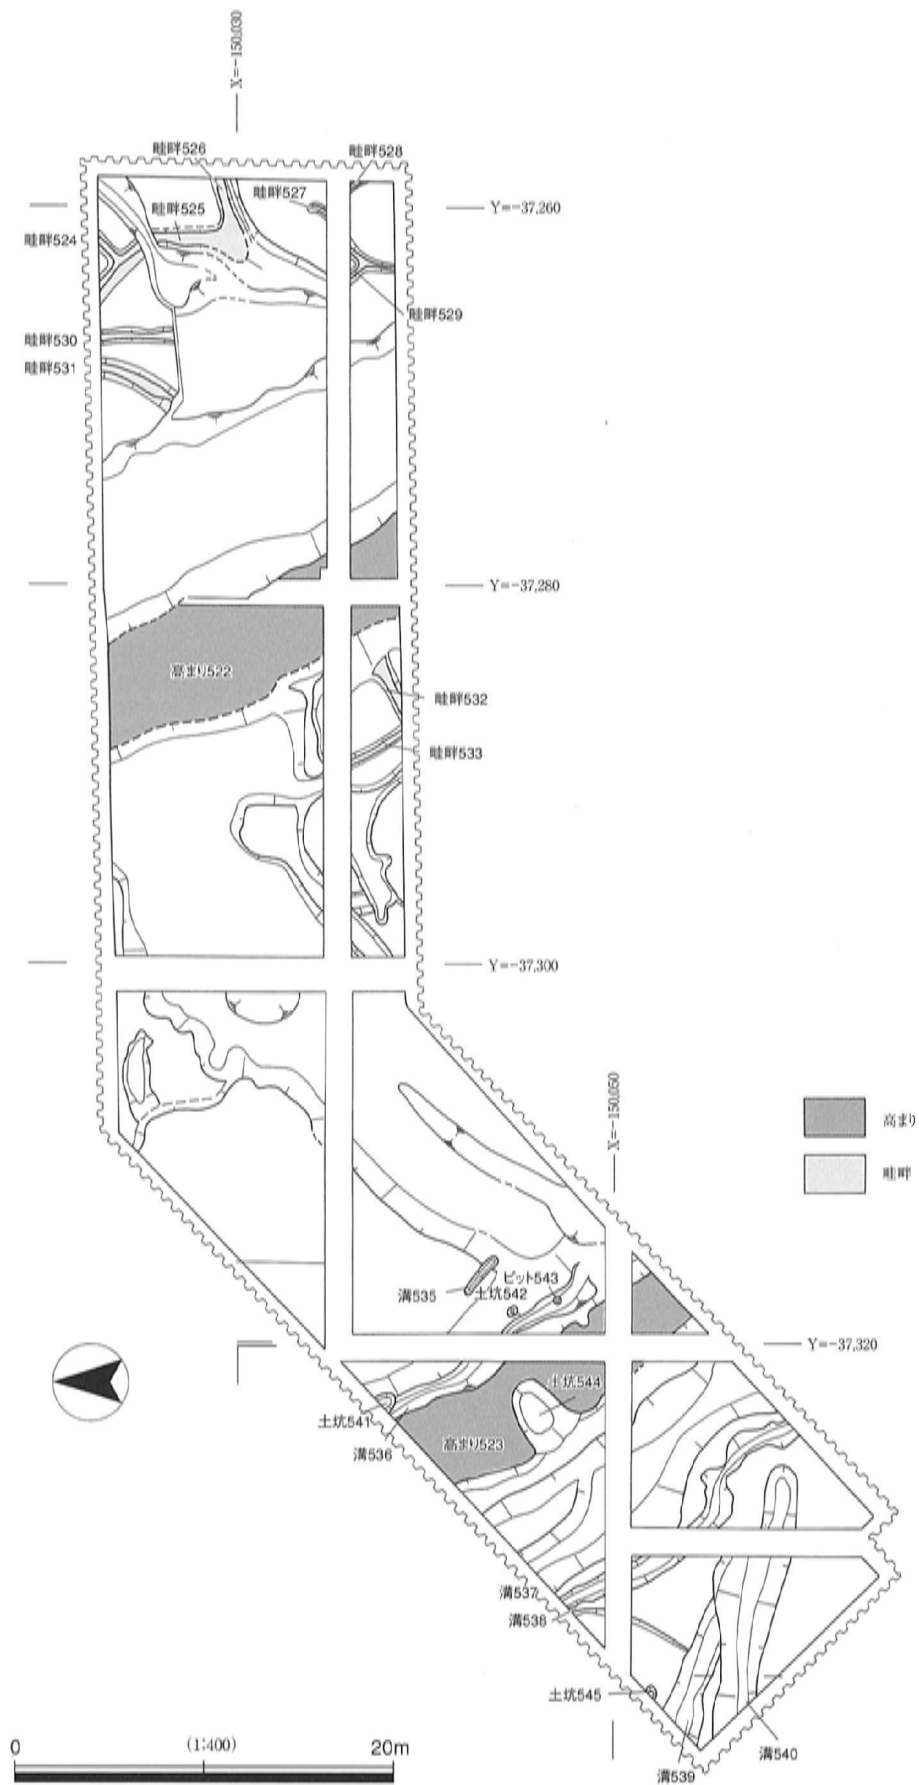 X=-150,030
畦畔526
畦畔528
畦畔527
畦畔525
Y=-37,260
畦畔524
畦畔529
畦畔530
畦畔531
Y=-37,280
高まり522
畦畔532
畦畔533
Y=-37,300
X=-150,050
高まり
畦畔
ピット543
溝535
土坑542
Y=-37,320
土坑544
土坑541
高まり523
溝536
溝537
溝538
土坑545
溝540
溝539
0
(1:400)
20m